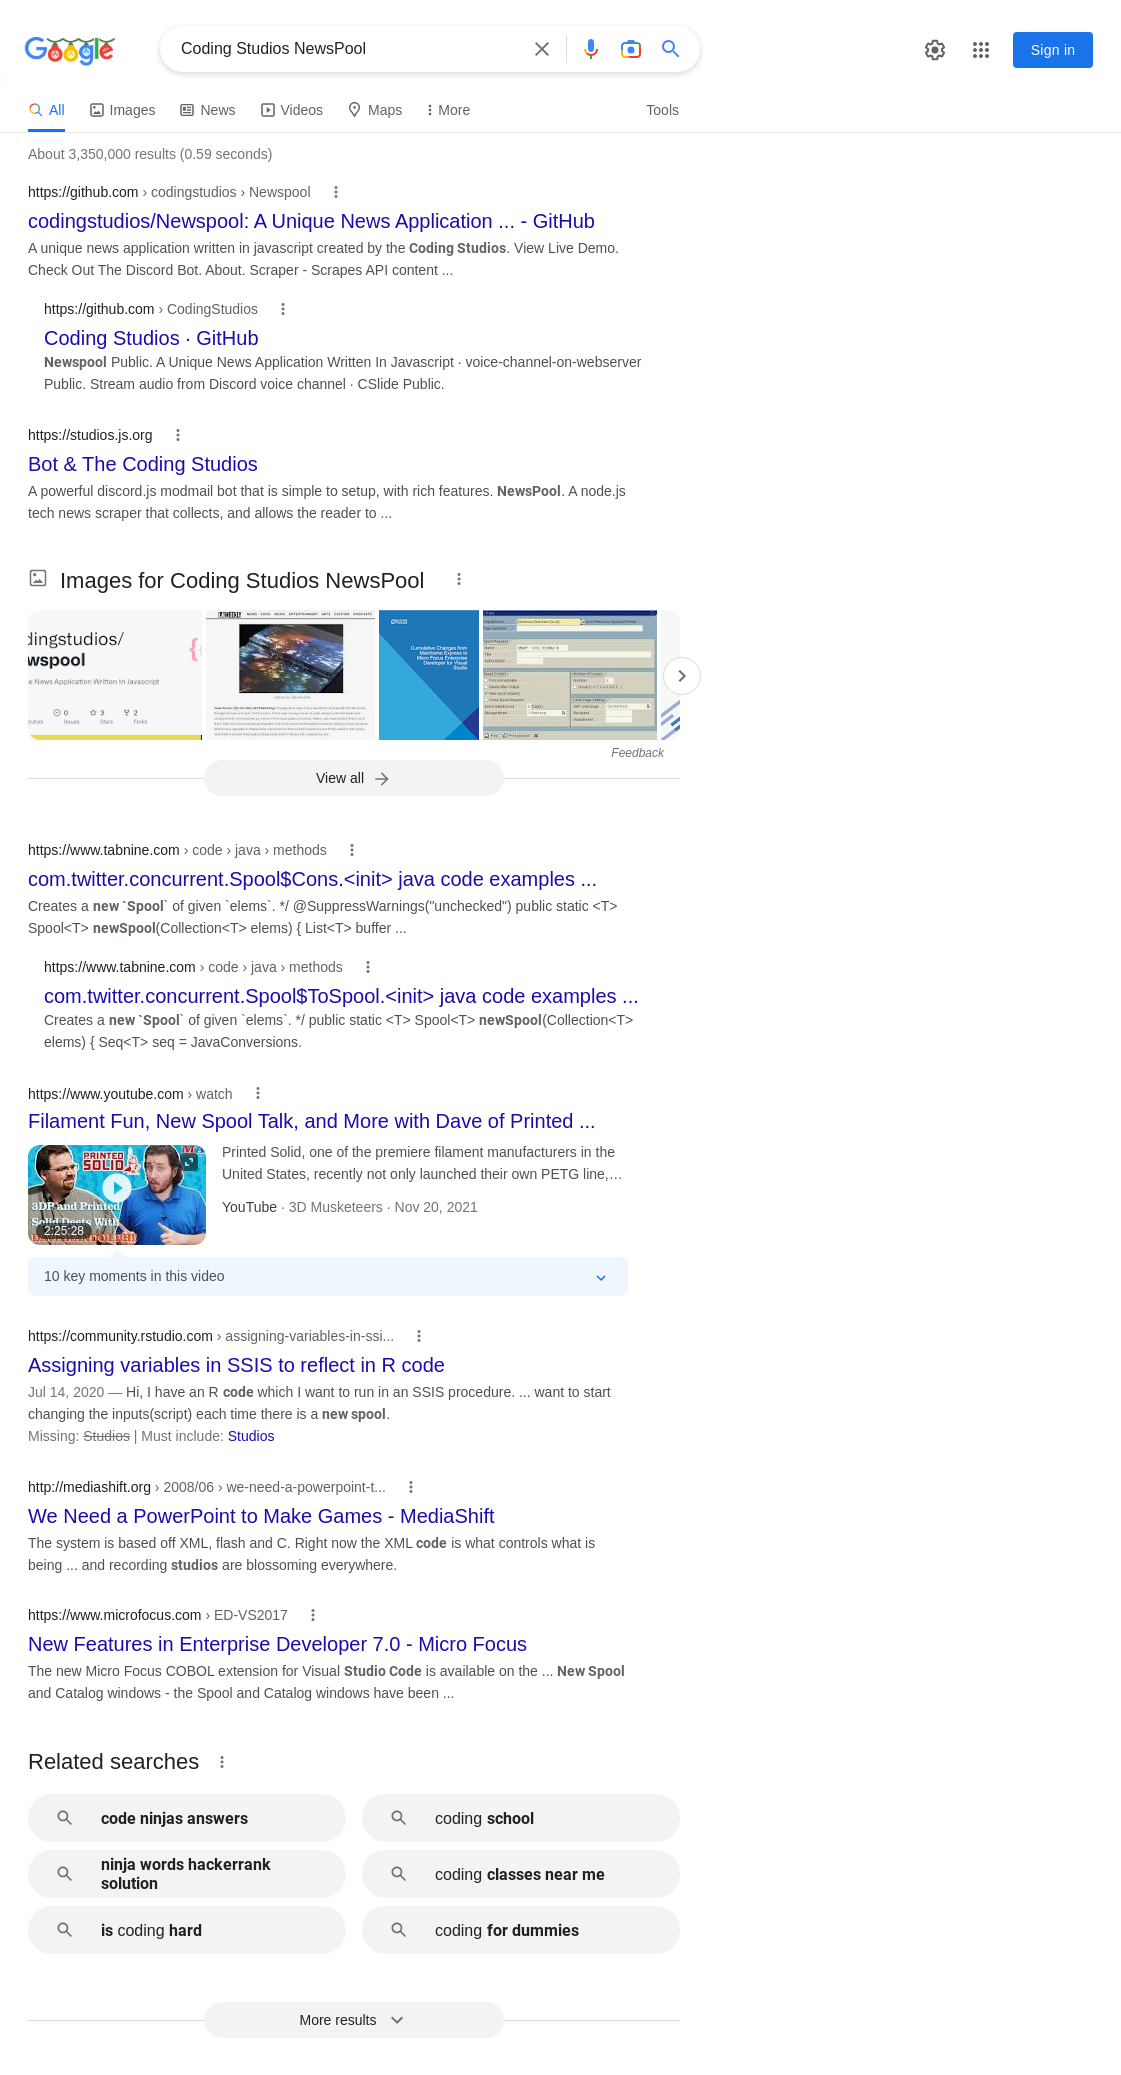 Google
Coding Studios NewsPool
Sign in
All Images News Videos Maps More Tools
About 3,350,000 results (0.59 seconds)
https://github.com › codingstudios › Newspool
codingstudios/Newspool: A Unique News Application ... - GitHub
A unique news application written in javascript created by the Coding Studios. View Live Demo.
Check Out The Discord Bot. About. Scraper - Scrapes API content ...
https://github.com › CodingStudios
Coding Studios · GitHub
Newspool Public. A Unique News Application Written In Javascript · voice-channel-on-webserver
Public. Stream audio from Discord voice channel · CSlide Public.
https://studios.js.org
Bot & The Coding Studios
A powerful discord.js modmail bot that is simple to setup, with rich features. NewsPool. A node.js
tech news scraper that collects, and allows the reader to ...
Images for Coding Studios NewsPool
dingstudios/
wspool
e News Application Written In Javascript
0 3 2
utors Issues Stars Forks
Cumulative Changes from
Mainframe Express to
Micro Focus Enterprise
Developer for Visual
Studio
Feedback
View all
https://www.tabnine.com › code › java › methods
com.twitter.concurrent.Spool$Cons.<init> java code examples ...
Creates a new `Spool` of given `elems`. */ @SuppressWarnings("unchecked") public static <T>
Spool<T> newSpool(Collection<T> elems) { List<T> buffer ...
https://www.tabnine.com › code › java › methods
com.twitter.concurrent.Spool$ToSpool.<init> java code examples ...
Creates a new `Spool` of given `elems`. */ public static <T> Spool<T> newSpool(Collection<T>
elems) { Seq<T> seq = JavaConversions.
https://www.youtube.com › watch
Filament Fun, New Spool Talk, and More with Dave of Printed ...
PRINTED
SOLID
3DP and Printed
Solid Deets With
2:25:28
Printed Solid, one of the premiere filament manufacturers in the
United States, recently not only launched their own PETG line,...
YouTube · 3D Musketeers · Nov 20, 2021
10 key moments in this video
https://community.rstudio.com › assigning-variables-in-ssi...
Assigning variables in SSIS to reflect in R code
Jul 14, 2020 — Hi, I have an R code which I want to run in an SSIS procedure. ... want to start
changing the inputs(script) each time there is a new spool.
Missing: Studios | Must include: Studios
http://mediashift.org › 2008/06 › we-need-a-powerpoint-t...
We Need a PowerPoint to Make Games - MediaShift
The system is based off XML, flash and C. Right now the XML code is what controls what is
being ... and recording studios are blossoming everywhere.
https://www.microfocus.com › ED-VS2017
New Features in Enterprise Developer 7.0 - Micro Focus
The new Micro Focus COBOL extension for Visual Studio Code is available on the ... New Spool
and Catalog windows - the Spool and Catalog windows have been ...
Related searches
code ninjas answers
coding school
ninja words hackerrank
solution
coding classes near me
is coding hard
coding for dummies
More results